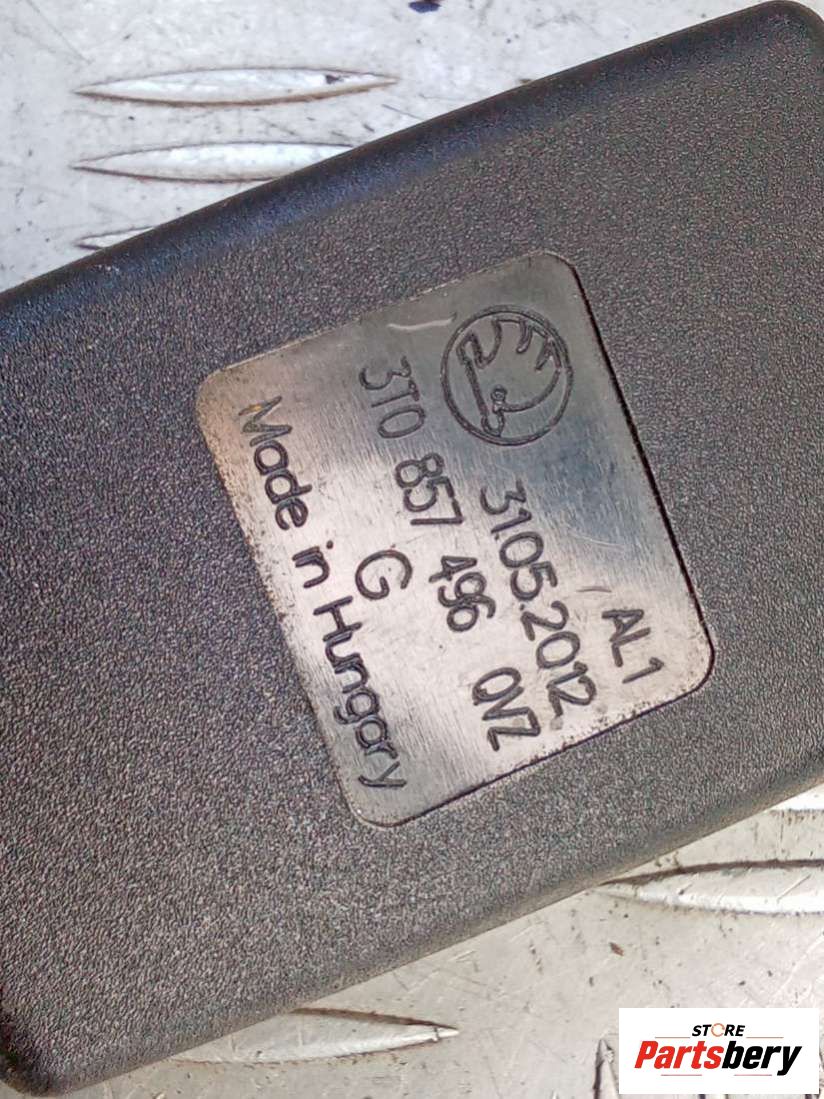 AL1
31.05.2012
3T0 857 496 QVZ
G
Made in Hungary
STORE
Partsbery